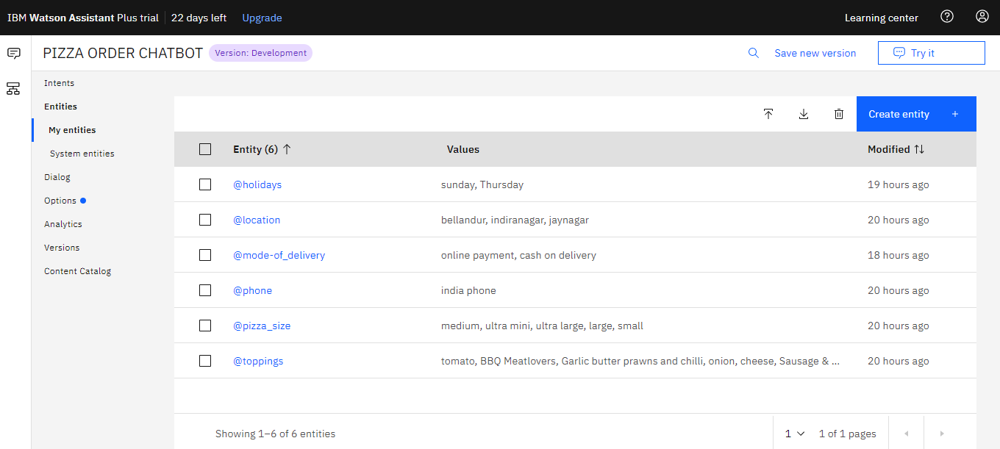 IBM Watson Assistant Plus trial 22 days left Upgrade Learning center
PIZZA ORDER CHATBOT Version: Development Save new version Try it
Intents
Entities
My entities
System entities
Dialog
Options
Analytics
Versions
Content Catalog
Create entity +
Entity (6) Values Modified
@holidays sunday, Thursday 19 hours ago
@location bellandur, indiranagar, jaynagar 20 hours ago
@mode-of_delivery online payment, cash on delivery 18 hours ago
@phone india phone 20 hours ago
@pizza_size medium, ultra mini, ultra large, large, small 20 hours ago
@toppings tomato, BBQ Meatlovers, Garlic butter prawns and chilli, onion, cheese, Sausage & ... 20 hours ago
Showing 1–6 of 6 entities 1 1 of 1 pages